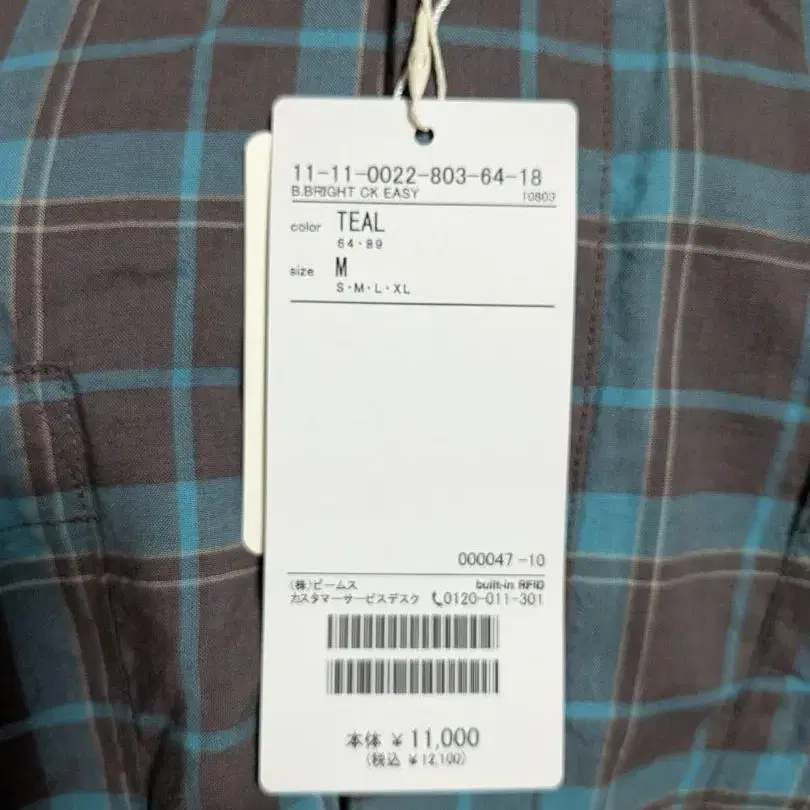 11-11-0022-803-64-18
B.BRIGHT CK EASY 10803
color TEAL
64・89
size M
S・M・L・XL
000047-10
(株)ビームス built-in RFID
カスタマーサービスデスク 0120-011-301
本体 ¥11,000
(税込 ¥12,100)